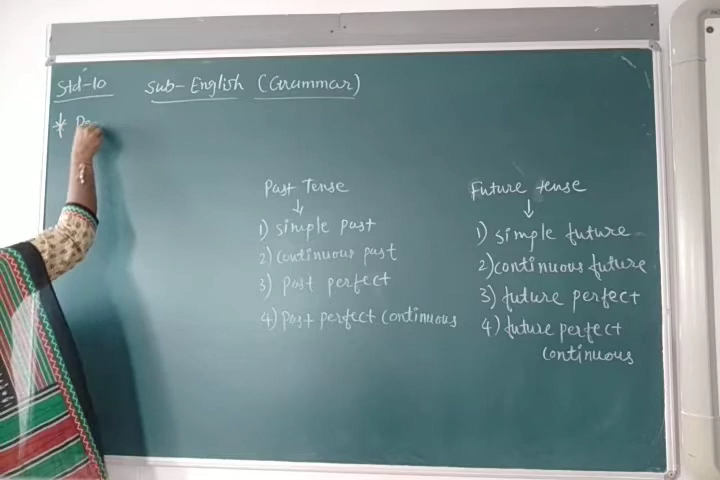 Std-10 Sub-English (Grammar)
*
Past Tense
↓
1) simple past
2) continuous past
3) past perfect
4) past perfect continuous
Future tense
↓
1) simple future
2) continuous future
3) future perfect
4) future perfect
continuous